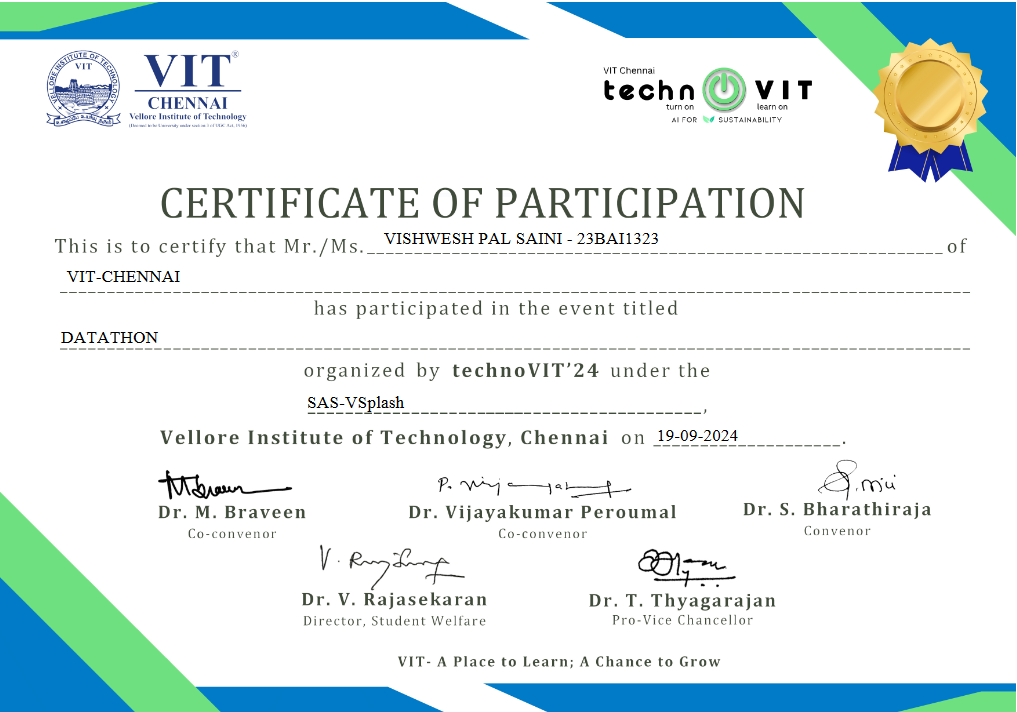 VELLORE INSTITUTE OF TECHNOLOGY
VIT
VIT®
CHENNAI
Vellore Institute of Technology
(Deemed to be University under section 3 of UGC Act, 1956)
VIT Chennai
techn VIT
turn on learn on
AI FOR SUSTAINABILITY
CERTIFICATE OF PARTICIPATION
This is to certify that Mr./Ms. VISHWESH PAL SAINI - 23BAI1323 of
VIT-CHENNAI
has participated in the event titled
DATATHON
organized by technoVIT’24 under the
SAS-VSplash,
Vellore Institute of Technology, Chennai on 19-09-2024.
Dr. M. Braveen
Co-convenor
Dr. Vijayakumar Peroumal
Co-convenor
Dr. S. Bharathiraja
Convenor
Dr. V. Rajasekaran
Director, Student Welfare
Dr. T. Thyagarajan
Pro-Vice Chancellor
VIT- A Place to Learn; A Chance to Grow